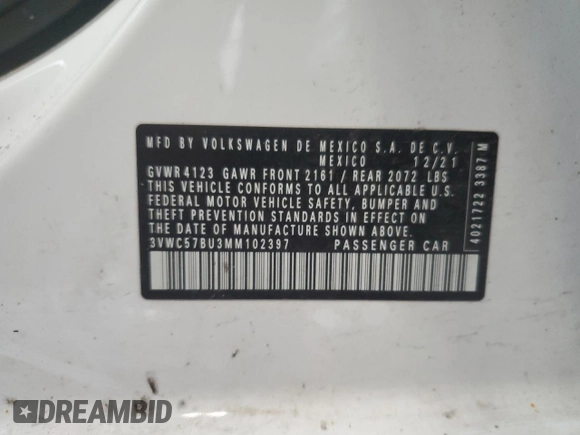 MFD BY VOLKSWAGEN DE MEXICO S.A. DE C.V.
MEXICO 12/21
GVWR 4123 GAWR FRONT 2161 / REAR 2072 LBS
THIS VEHICLE CONFORMS TO ALL APPLICABLE U.S.
FEDERAL MOTOR VEHICLE SAFETY, BUMPER AND
THEFT PREVENTION STANDARDS IN EFFECT ON
THE DATE OF MANUFACTURE SHOWN ABOVE.
3VWC57BU3MM102397 PASSENGER CAR
4021722 3387 M
DREAMBID